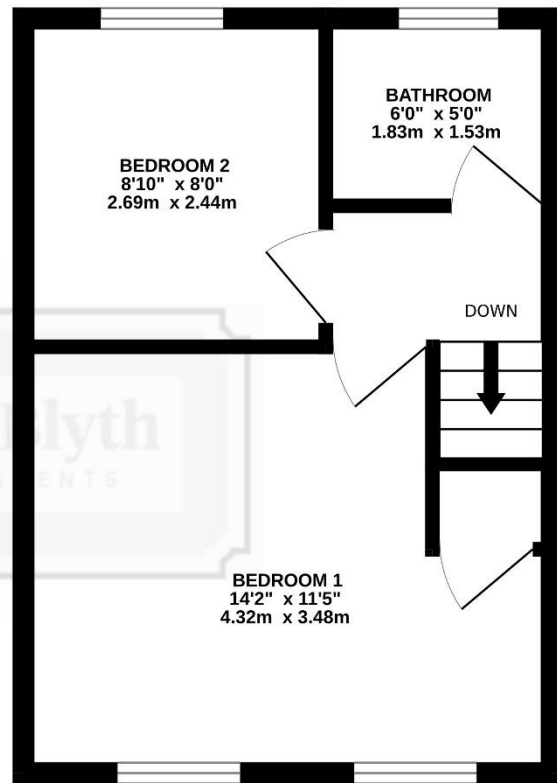 BATHROOM
6'0" x 5'0"
1.83m x 1.53m
BEDROOM 2
8'10" x 8'0"
2.69m x 2.44m
DOWN
Blyth
BEDROOM 1
14'2" x 11'5"
4.32m x 3.48m